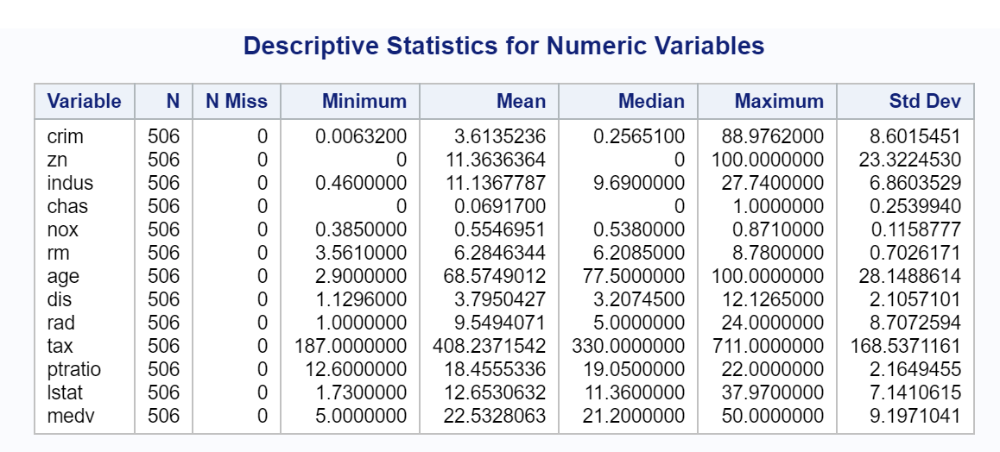 Descriptive Statistics for Numeric Variables
Variable N N Miss Minimum Mean Median Maximum Std Dev
crim 506 0 0.0063200 3.6135236 0.2565100 88.9762000 8.6015451
zn 506 0 0 11.3636364 0 100.0000000 23.3224530
indus 506 0 0.4600000 11.1367787 9.6900000 27.7400000 6.8603529
chas 506 0 0 0.0691700 0 1.0000000 0.2539940
nox 506 0 0.3850000 0.5546951 0.5380000 0.8710000 0.1158777
rm 506 0 3.5610000 6.2846344 6.2085000 8.7800000 0.7026171
age 506 0 2.9000000 68.5749012 77.5000000 100.0000000 28.1488614
dis 506 0 1.1296000 3.7950427 3.2074500 12.1265000 2.1057101
rad 506 0 1.0000000 9.5494071 5.0000000 24.0000000 8.7072594
tax 506 0 187.0000000 408.2371542 330.0000000 711.0000000 168.5371161
ptratio 506 0 12.6000000 18.4555336 19.0500000 22.0000000 2.1649455
lstat 506 0 1.7300000 12.6530632 11.3600000 37.9700000 7.1410615
medv 506 0 5.0000000 22.5328063 21.2000000 50.0000000 9.1971041